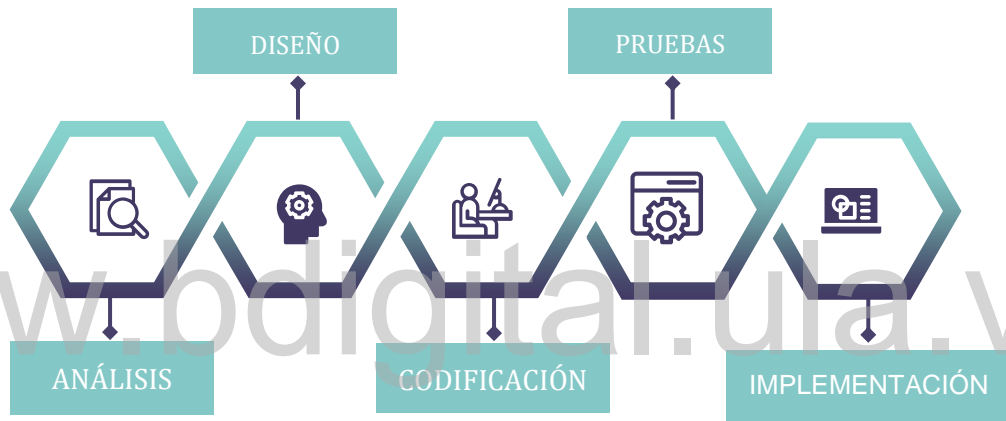 DISEÑO
PRUEBAS
w.bdigital.ula.v
ANÁLISIS
CODIFICACIÓN
IMPLEMENTACIÓN